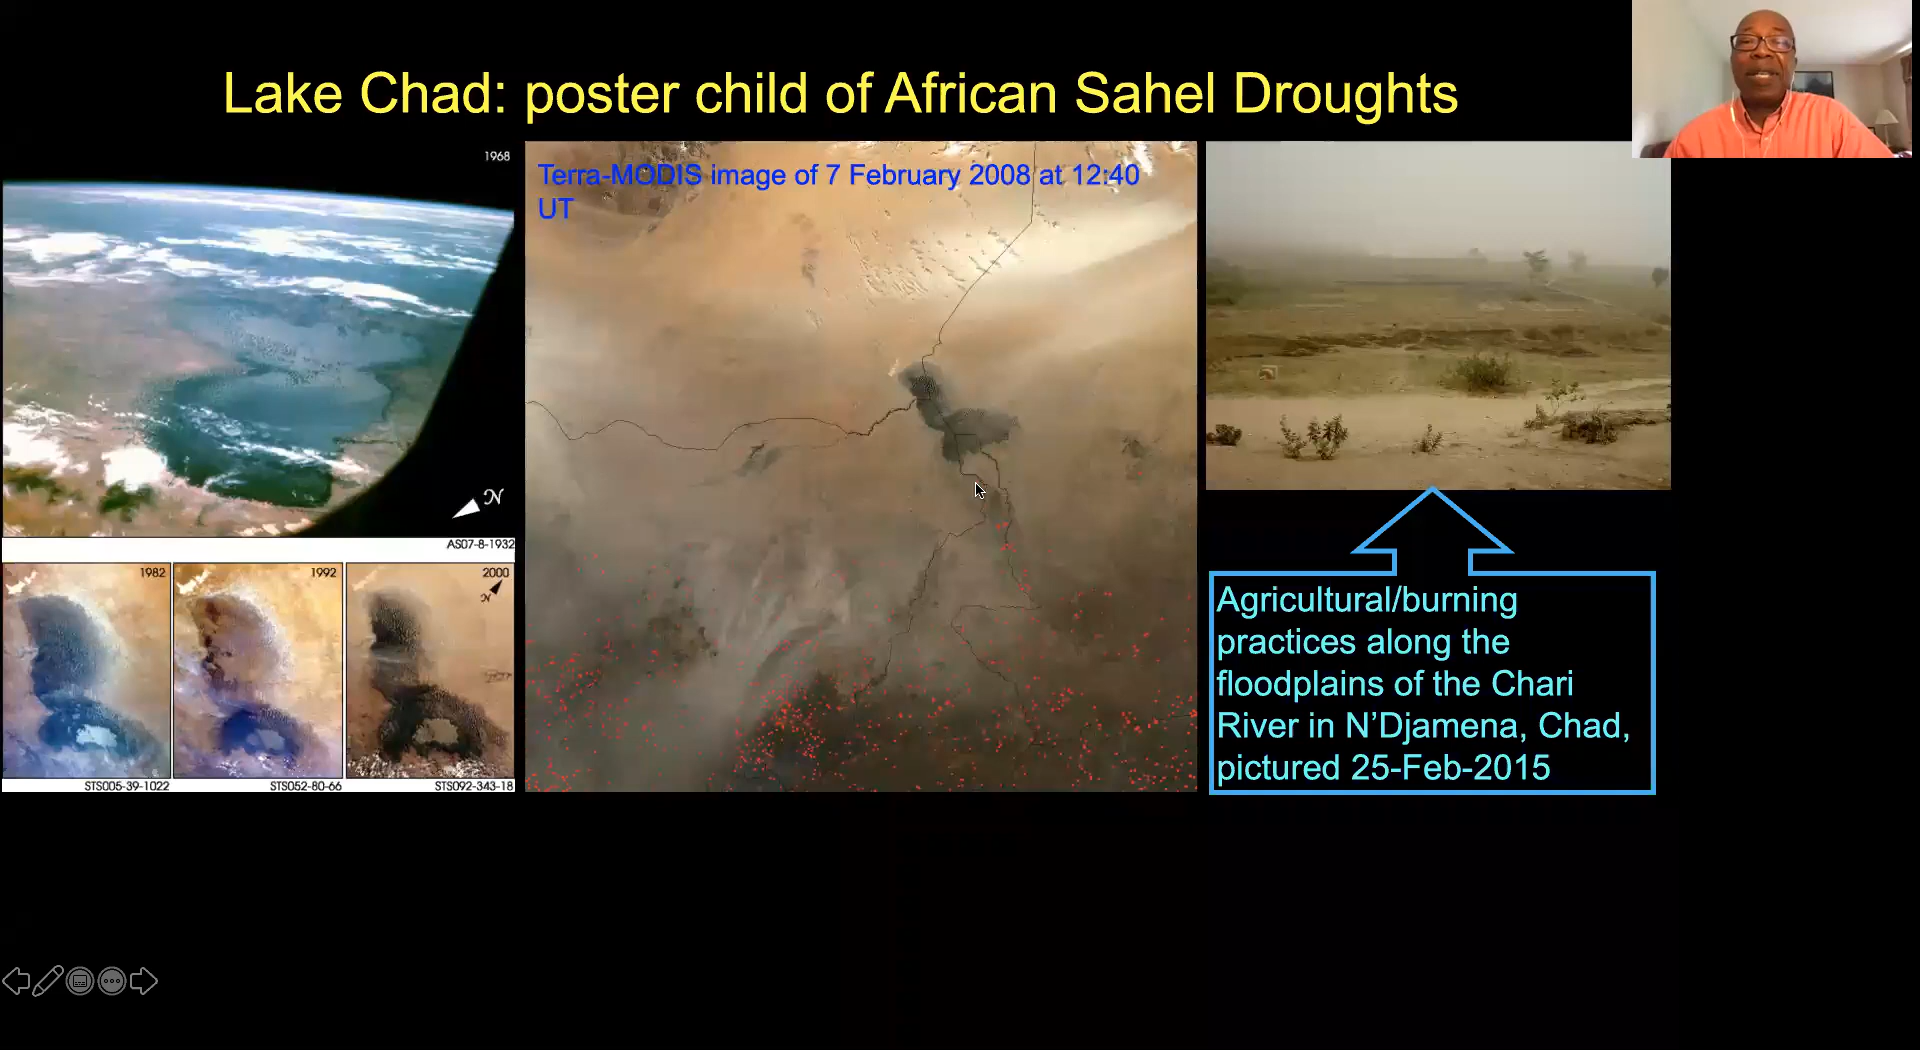 Lake Chad: poster child of African Sahel Droughts
1968
N
AS07-8-1932
1982
STS005-39-1022
1992
STS052-80-66
2000
N
STS092-343-18
Terra-MODIS image of 7 February 2008 at 12:40
UT
Agricultural/burning
practices along the
floodplains of the Chari
River in N’Djamena, Chad,
pictured 25-Feb-2015